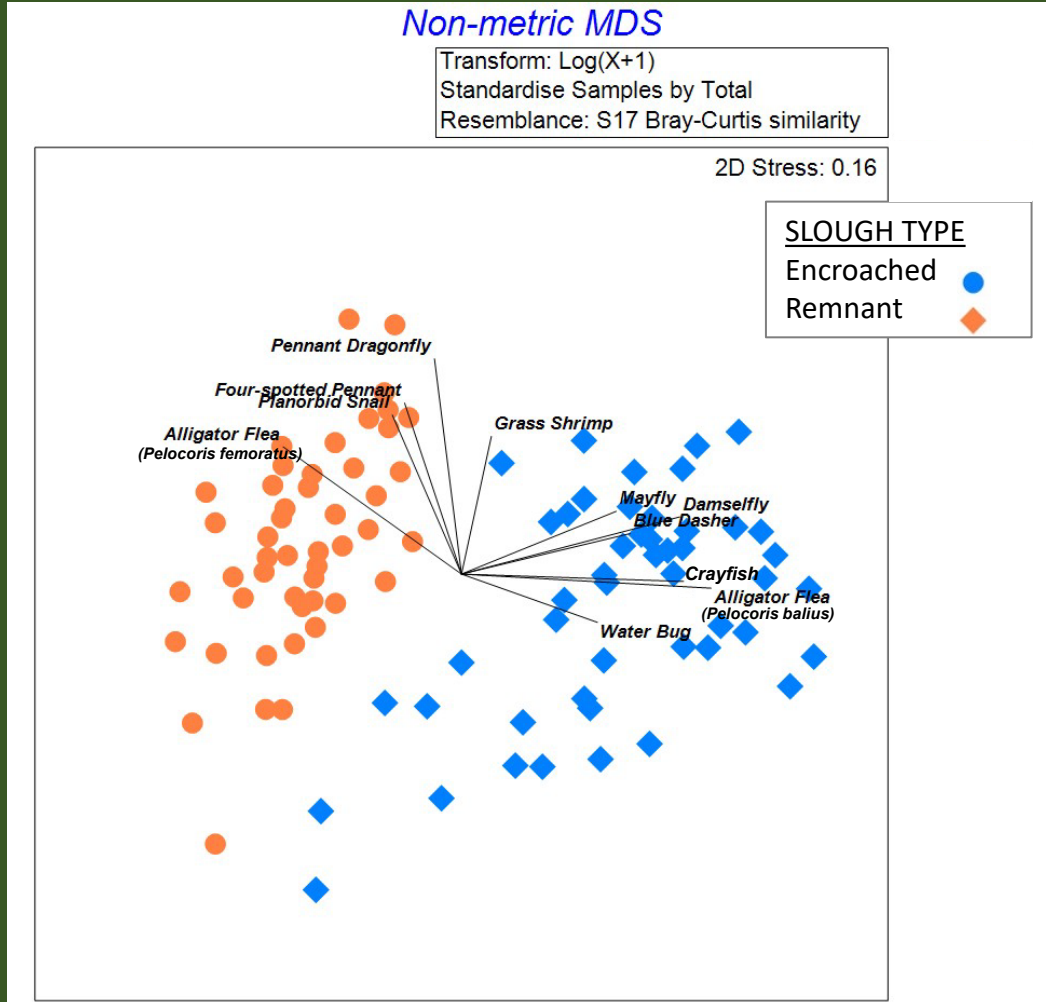 Non-metric MDS
Transform: Log(X+1)
Standardise Samples by Total
Resemblance: S17 Bray-Curtis similarity
2D Stress: 0.16
SLOUGH TYPE
Encroached
Remnant
Pennant Dragonfly
Four-spotted Pennant
Planorbid Snail
Alligator Flea
(Pelocoris femoratus)
Grass Shrimp
Mayfly
Damselfly
Blue Dasher
Crayfish
Alligator Flea
(Pelocoris balius)
Water Bug